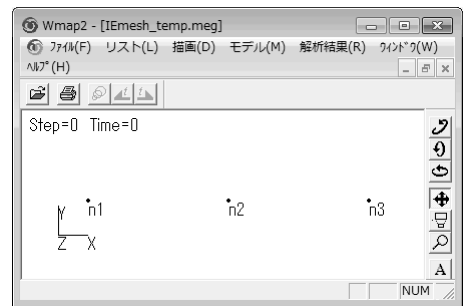 Wmap2 - [IEmesh_temp.meg]
ﾌｧｲﾙ(F) リスト(L) 描画(D) モデル(M) 解析結果(R) ｳｨﾝﾄﾞｳ(W)
ﾍﾙﾌﾟ(H)
Step=0 Time=0
Y n1 n2 n3
Z X
A
NUM